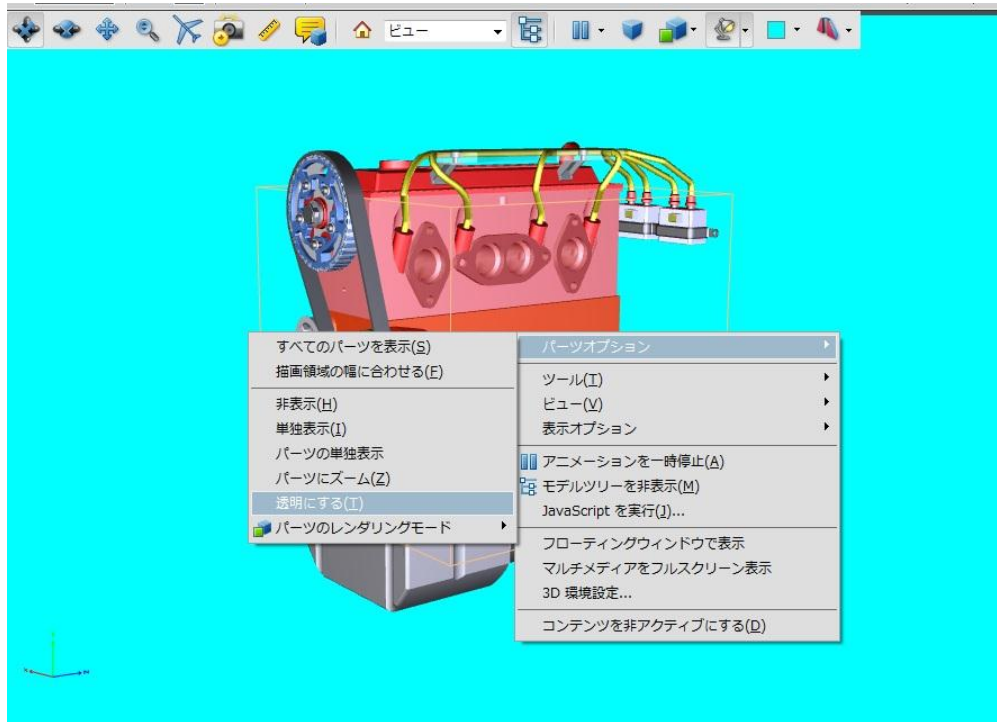 ビュー
すべてのパーツを表示(S)
描画領域の幅に合わせる(F)
非表示(H)
単独表示(I)
パーツの単独表示
パーツにズーム(Z)
透明にする(T)
パーツのレンダリングモード
パーツオプション
ツール(T)
ビュー(V)
表示オプション
アニメーションを一時停止(A)
モデルツリーを非表示(M)
JavaScript を実行(J)...
フローティングウィンドウで表示
マルチメディアをフルスクリーン表示
3D 環境設定...
コンテンツを非アクティブにする(D)